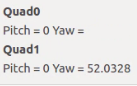 Quad0
Pitch = 0 Yaw =
Quad1
Pitch = 0 Yaw = 52.0328